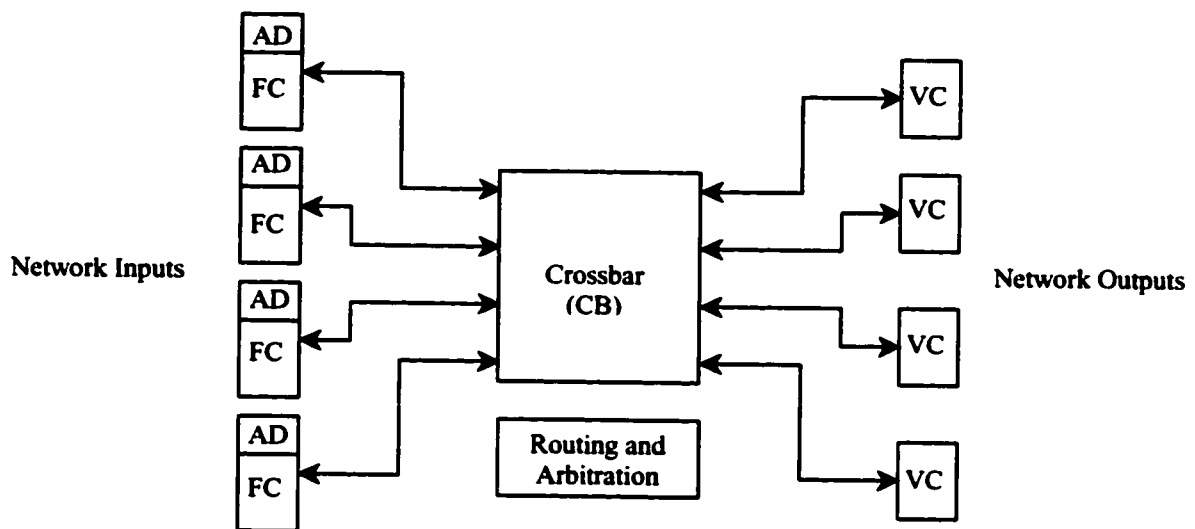 AD
FC
AD
FC
AD
FC
AD
FC
Network Inputs
Crossbar
(CB)
Routing and
Arbitration
VC
VC
VC
VC
Network Outputs